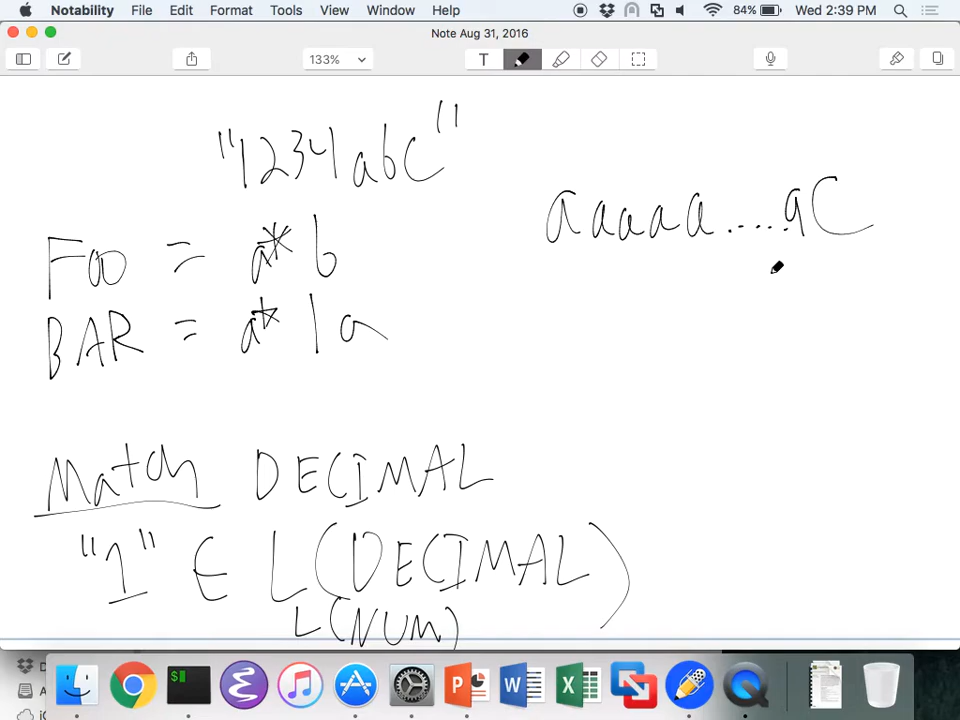 Notability File Edit Format Tools View Window Help 84% Wed 2:39 PM
Note Aug 31, 2016
133% T
"1234abc"
aaaaa.....ac
FOO = a*b
BAR = a* | a
Match DECIMAL
"1" ∈ L(DECIMAL)
L(NUM)